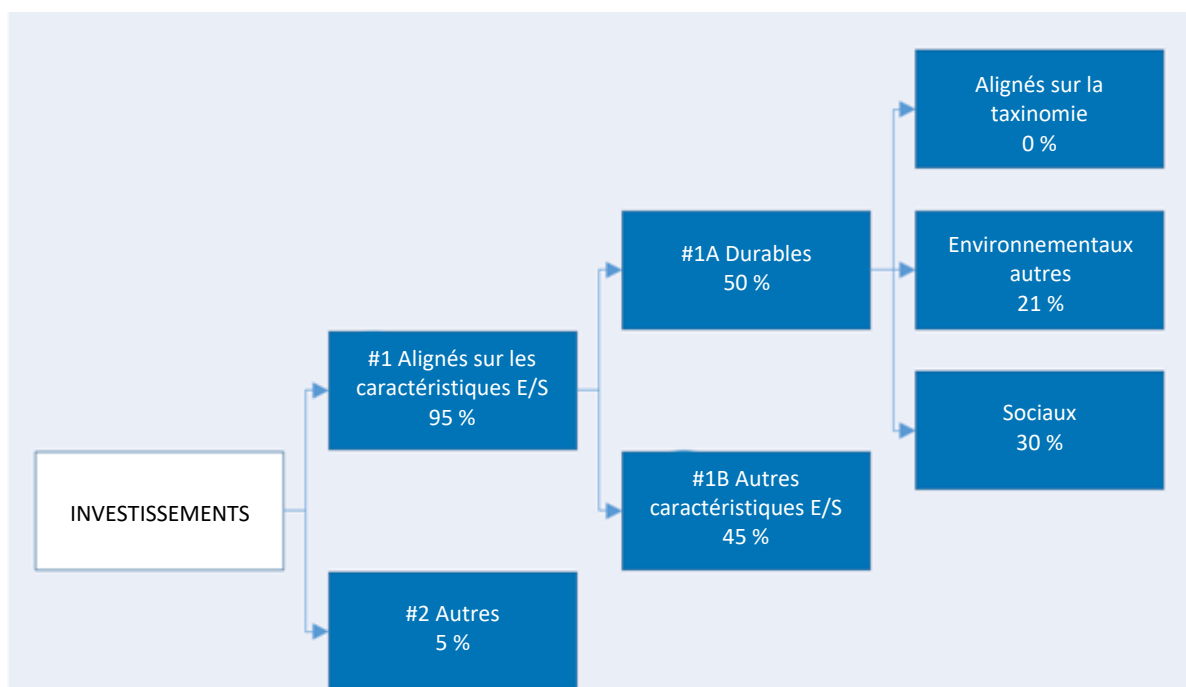 INVESTISSEMENTS
#1 Alignés sur les
caractéristiques E/S
95 %
#2 Autres
5 %
#1A Durables
50 %
#1B Autres
caractéristiques E/S
45 %
Alignés sur la
taxinomie
0 %
Environnementaux
autres
21 %
Sociaux
30 %